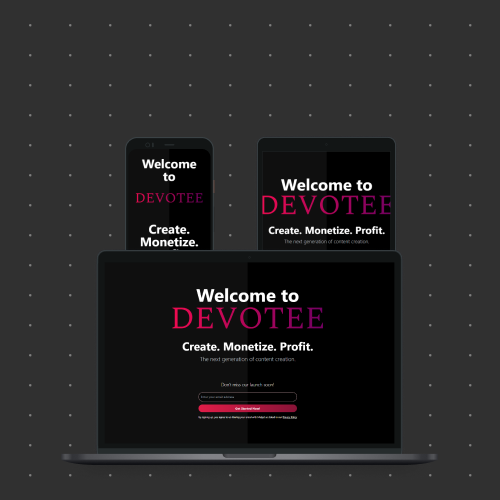 Welcome
to
DEVOTEE
Create.
Monetize.
Welcome to
DEVOTEE
Create. Monetize. Profit.
The next generation of content creation.
Welcome to
DEVOTEE
Create. Monetize. Profit.
The next generation of content creation.
Don't miss our launch soon!
Enter your email address
Get Started Now!
Privacy Policy